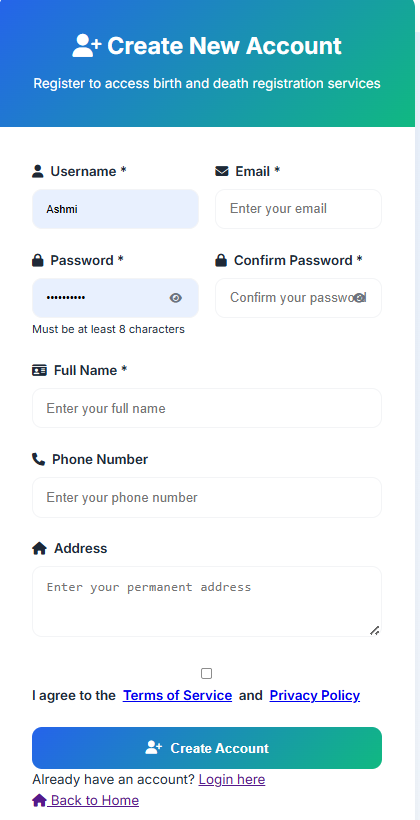 Create New Account
Register to access birth and death registration services
Username * Email *
Ashmi Enter your email
Password * Confirm Password *
•••••••••• Confirm your password
Must be at least 8 characters
Full Name *
Enter your full name
Phone Number
Enter your phone number
Address
Enter your permanent address
I agree to the Terms of Service and Privacy Policy
Create Account
Already have an account? Login here
Back to Home